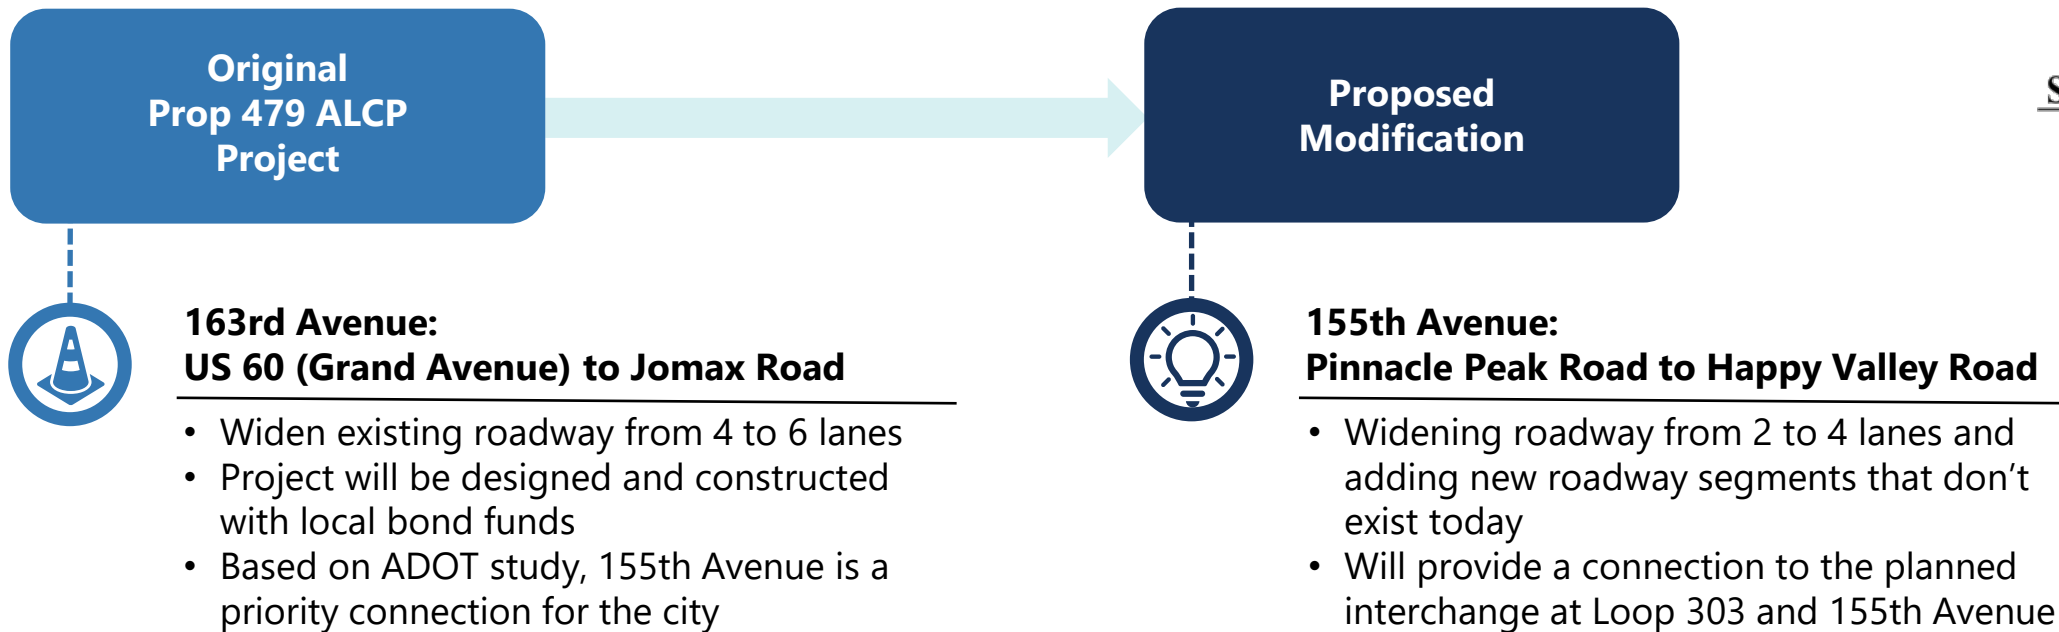 Original
Prop 479 ALCP
Project
Proposed
Modification
163rd Avenue:
US 60 (Grand Avenue) to Jomax Road
• Widen existing roadway from 4 to 6 lanes
• Project will be designed and constructed
with local bond funds
• Based on ADOT study, 155th Avenue is a
priority connection for the city
155th Avenue:
Pinnacle Peak Road to Happy Valley Road
• Widening roadway from 2 to 4 lanes and
adding new roadway segments that don’t
exist today
• Will provide a connection to the planned
interchange at Loop 303 and 155th Avenue